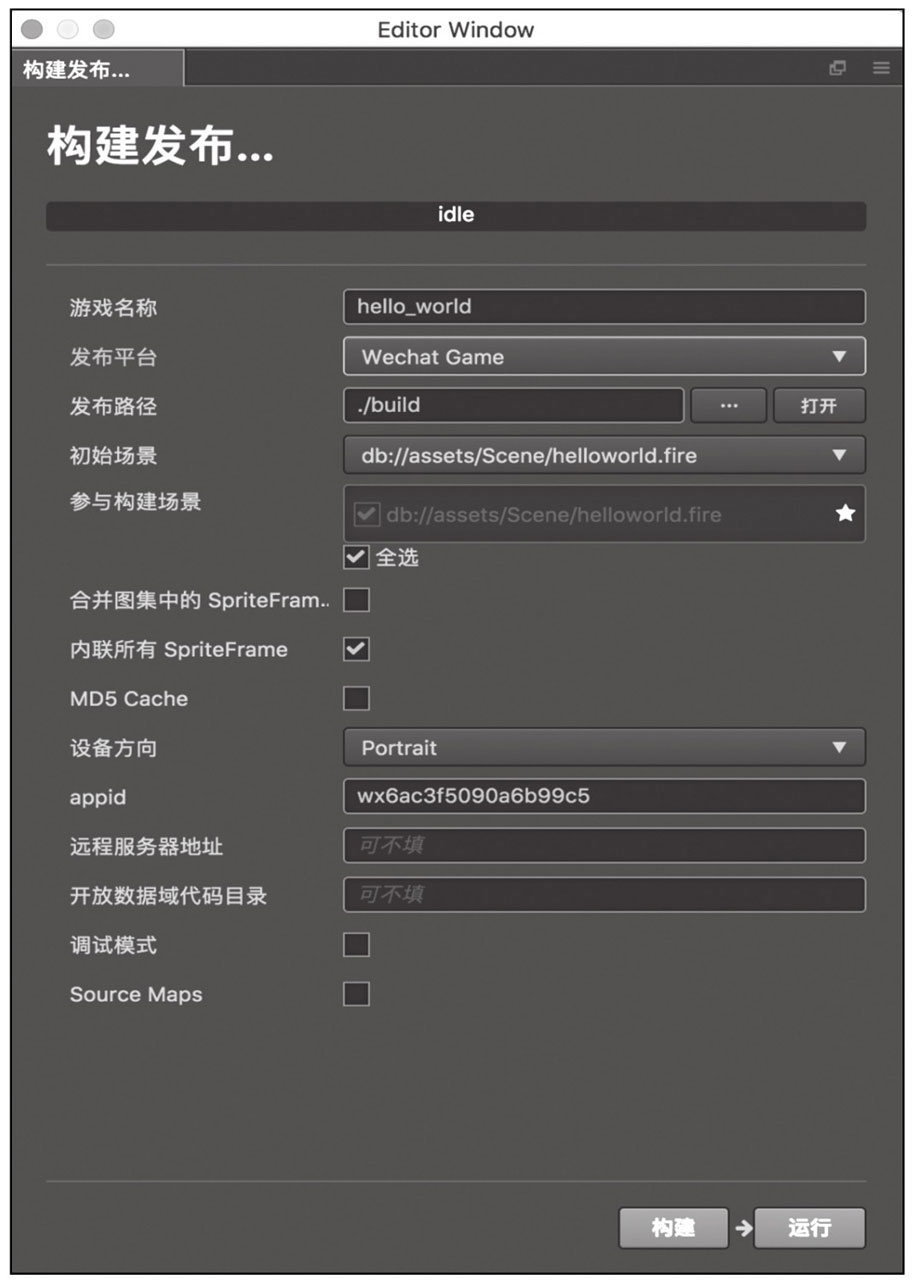 Editor Window
构建发布...
构建发布...
idle
游戏名称 hello_world
发布平台 Wechat Game
发布路径 ./build ... 打开
初始场景 db://assets/Scene/helloworld.fire
参与构建场景 db://assets/Scene/helloworld.fire
全选
合并图集中的 SpriteFram..
内联所有 SpriteFrame
MD5 Cache
设备方向 Portrait
appid wx6ac3f5090a6b99c5
远程服务器地址 可不填
开放数据域代码目录 可不填
调试模式
Source Maps
构建 运行